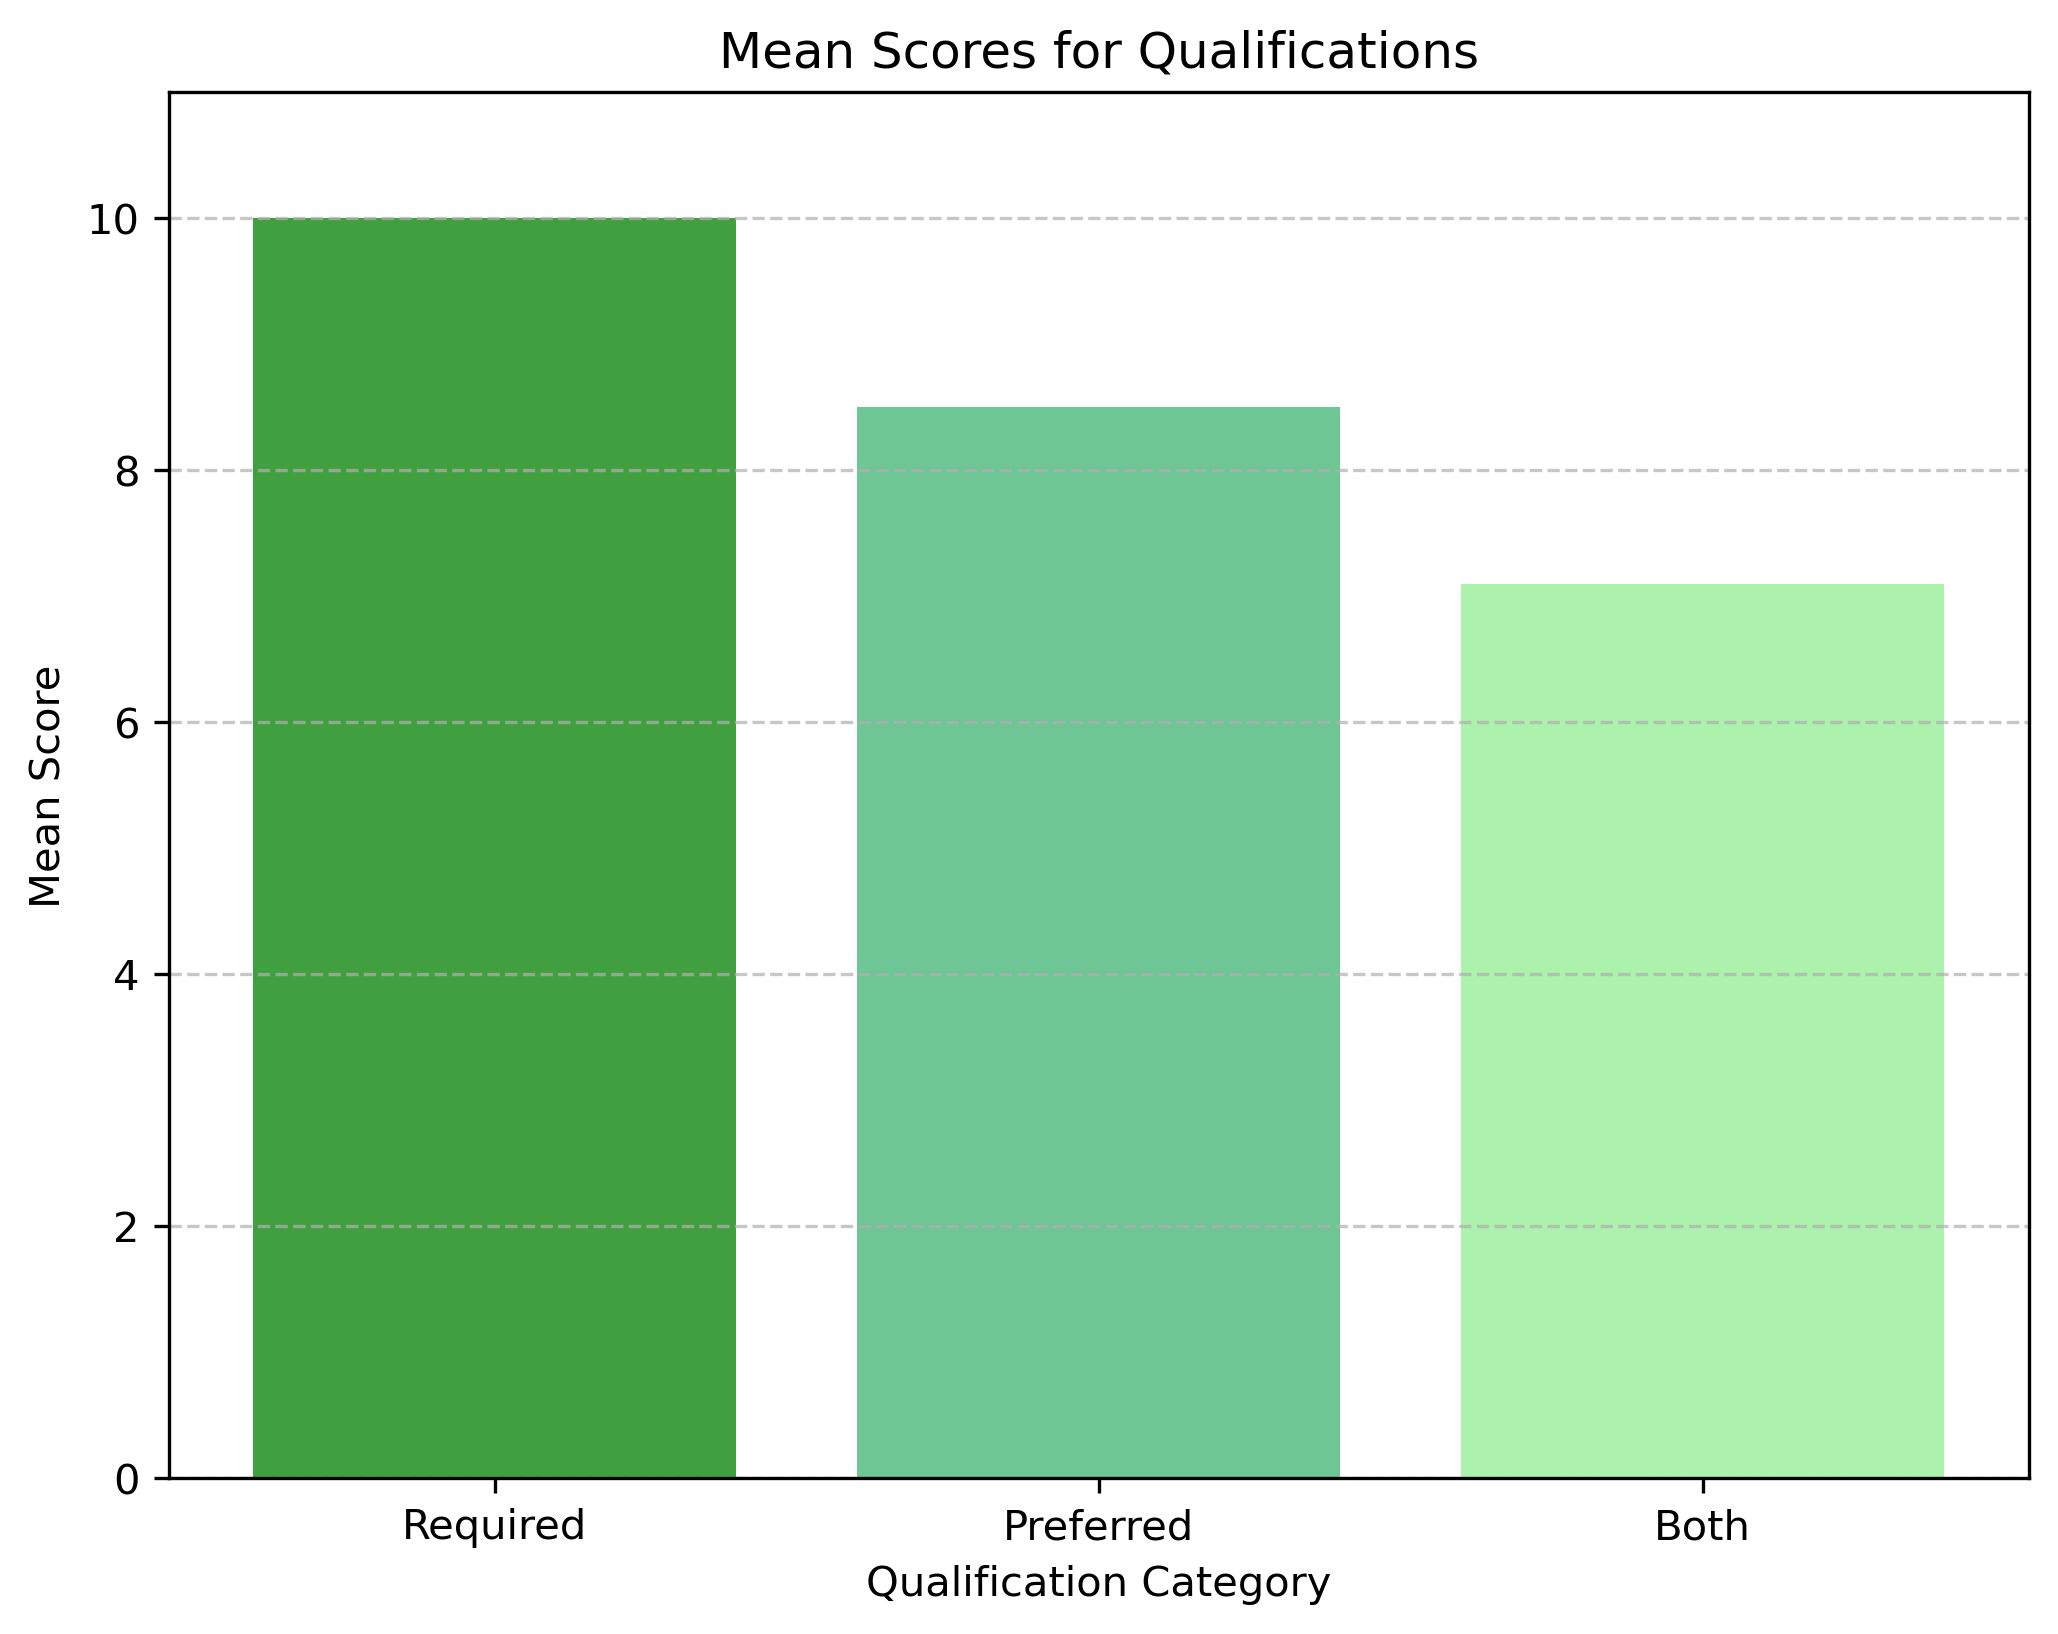 Mean Scores for Qualifications
Mean Score
10
8
6
4
2
0
Required
Preferred
Both
Qualification Category